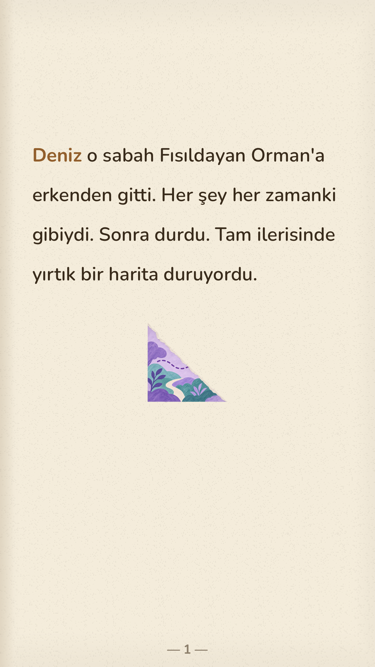 Deniz o sabah Fısıldayan Orman'a
erkenden gitti. Her şey her zamanki
gibiydi. Sonra durdu. Tam ilerisinde
yırtık bir harita duruyordu.
— 1 —